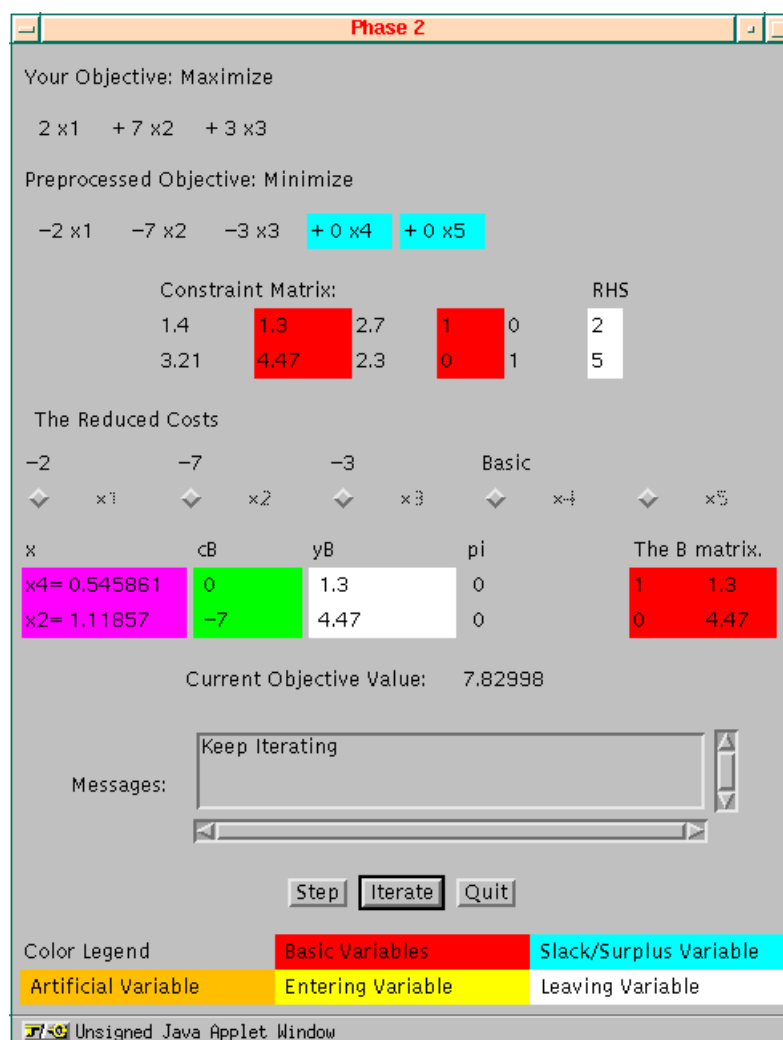 Phase 2
Your Objective: Maximize
2 x1 + 7 x2 + 3 x3
Preprocessed Objective: Minimize
−2 x1 −7 x2 −3 x3 + 0 x4 + 0 x5
Constraint Matrix: RHS
1.4 1.3 2.7 1 0 2
3.21 4.47 2.3 0 1 5
The Reduced Costs
−2 −7 −3 Basic
x1 x2 x3 x4 x5
x cB yB pi The B matrix.
x4= 0.545861 0 1.3 0 1 1.3
x2= 1.11857 −7 4.47 0 0 4.47
Current Objective Value: 7.82998
Keep Iterating
Messages:
Step Iterate Quit
Color Legend Basic Variables Slack/Surplus Variable
Artificial Variable Entering Variable Leaving Variable
Unsigned Java Applet Window